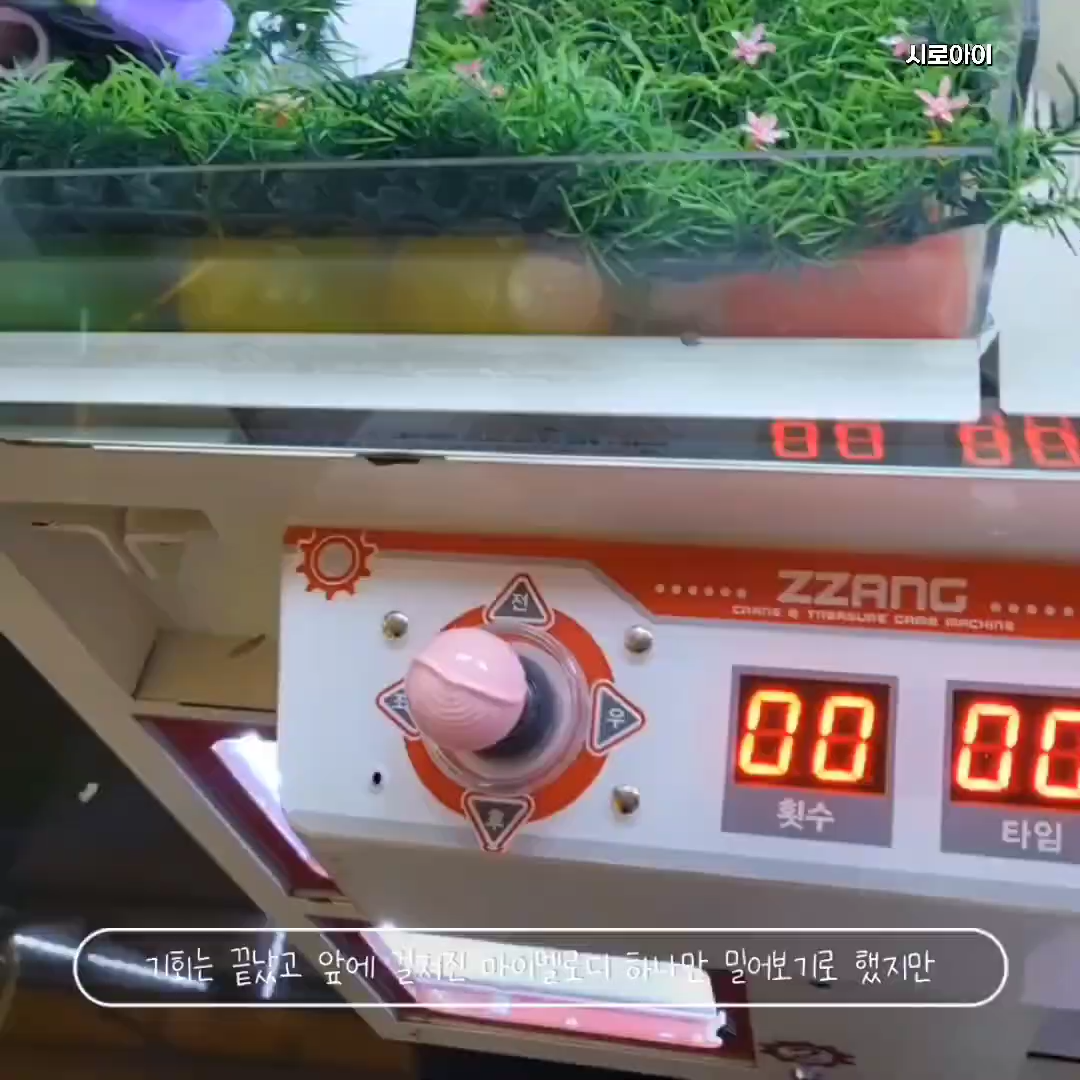 시로아이
88 88
전
ZZANG
CRANE & TREASURE GAME MACHINE
좌
우
00
00
횟수
타임
후
기회는 끝났고 앞에 걸쳐진 마이멜로디 하나만 밀어보기로 했지만